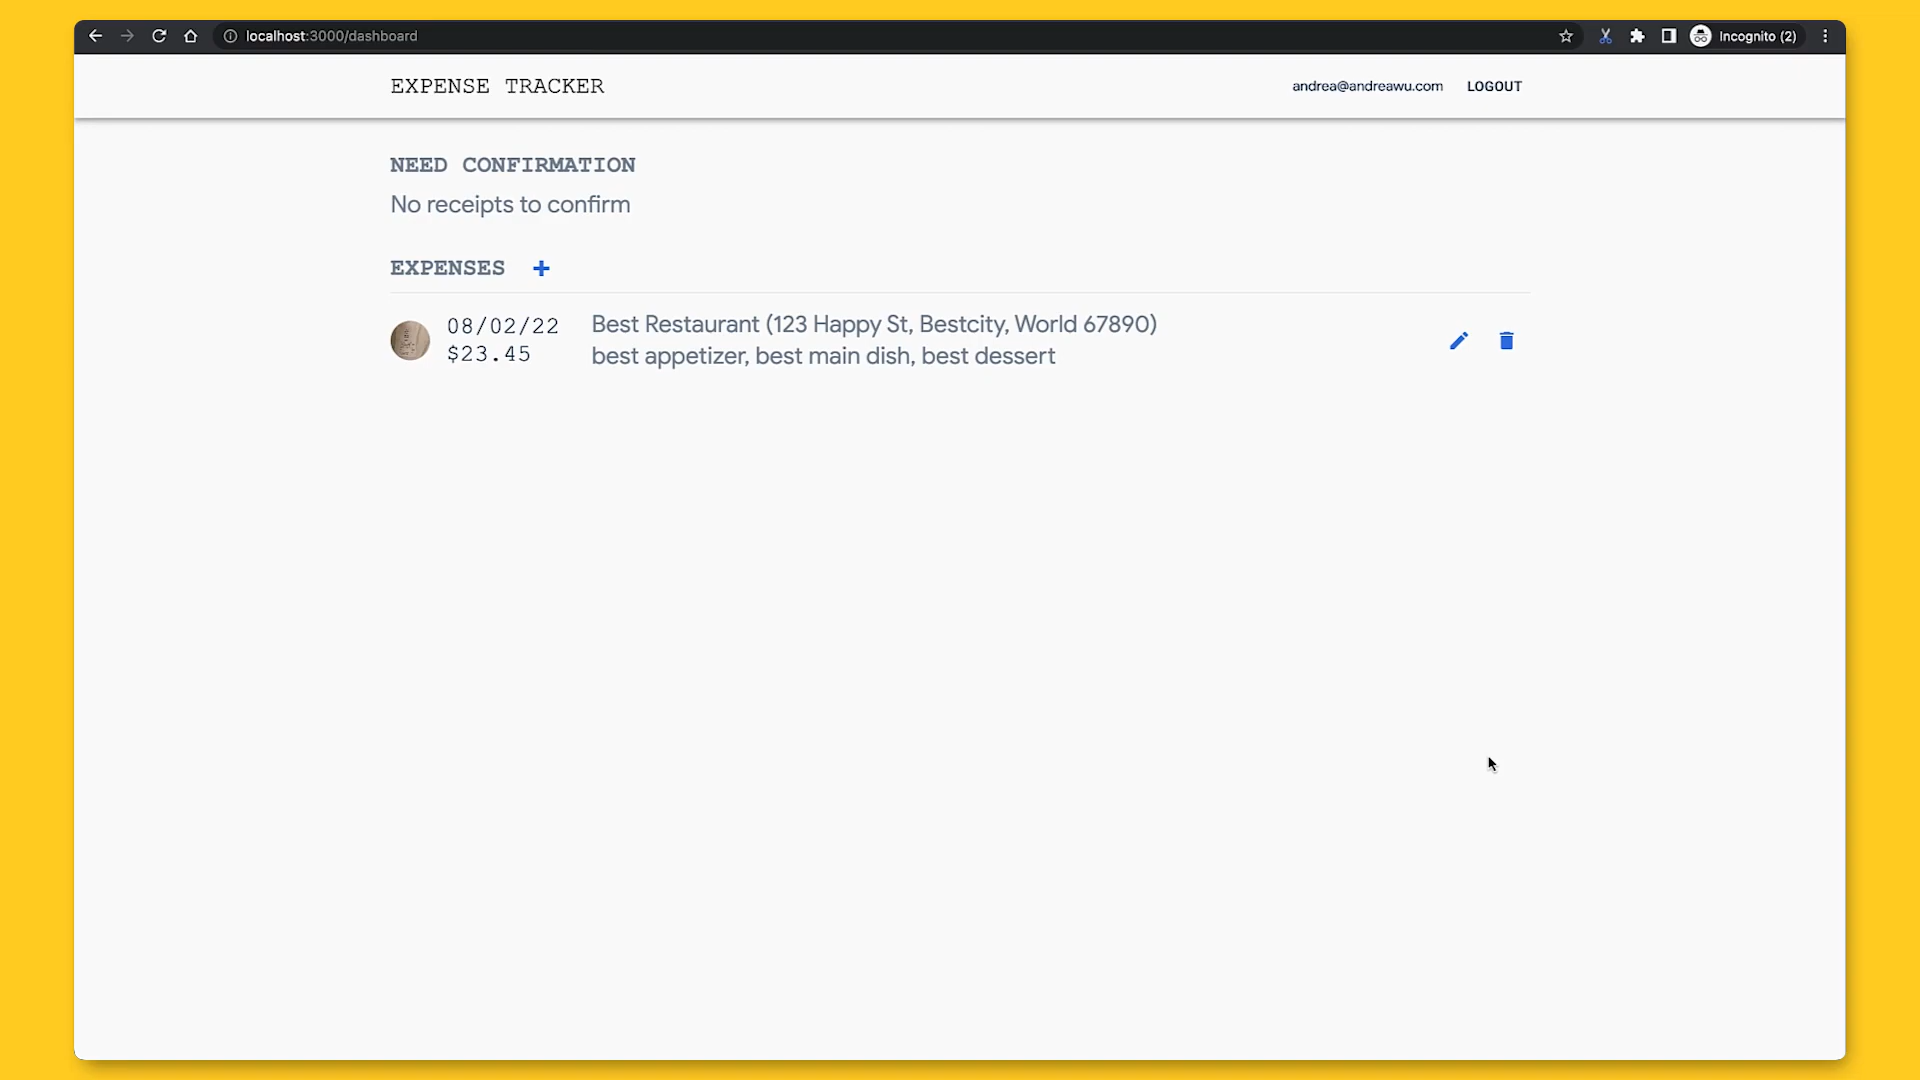 localhost:3000/dashboard
Incognito (2)
EXPENSE TRACKER
andrea@andreawu.com
LOGOUT
NEED CONFIRMATION
No receipts to confirm
EXPENSES
08/02/22
$23.45
Best Restaurant (123 Happy St, Bestcity, World 67890)
best appetizer, best main dish, best dessert